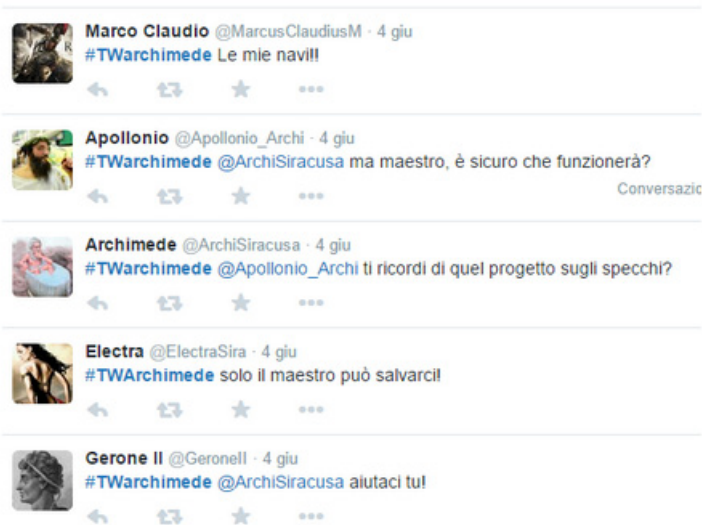 Marco Claudio @MarcusClaudiusM · 4 giu
#TWarchimede Le mie navi!!
Apollonio @Apollonio_Archi · 4 giu
#TWarchimede @ArchiSiracusa ma maestro, è sicuro che funzionerà?
Conversazio
Archimede @ArchiSiracusa · 4 giu
#TWarchimede @Apollonio_Archi ti ricordi di quel progetto sugli specchi?
Electra @ElectraSira · 4 giu
#TWArchimede solo il maestro può salvarci!
Gerone II @GeroneII · 4 giu
#TWarchimede @ArchiSiracusa aiutaci tu!